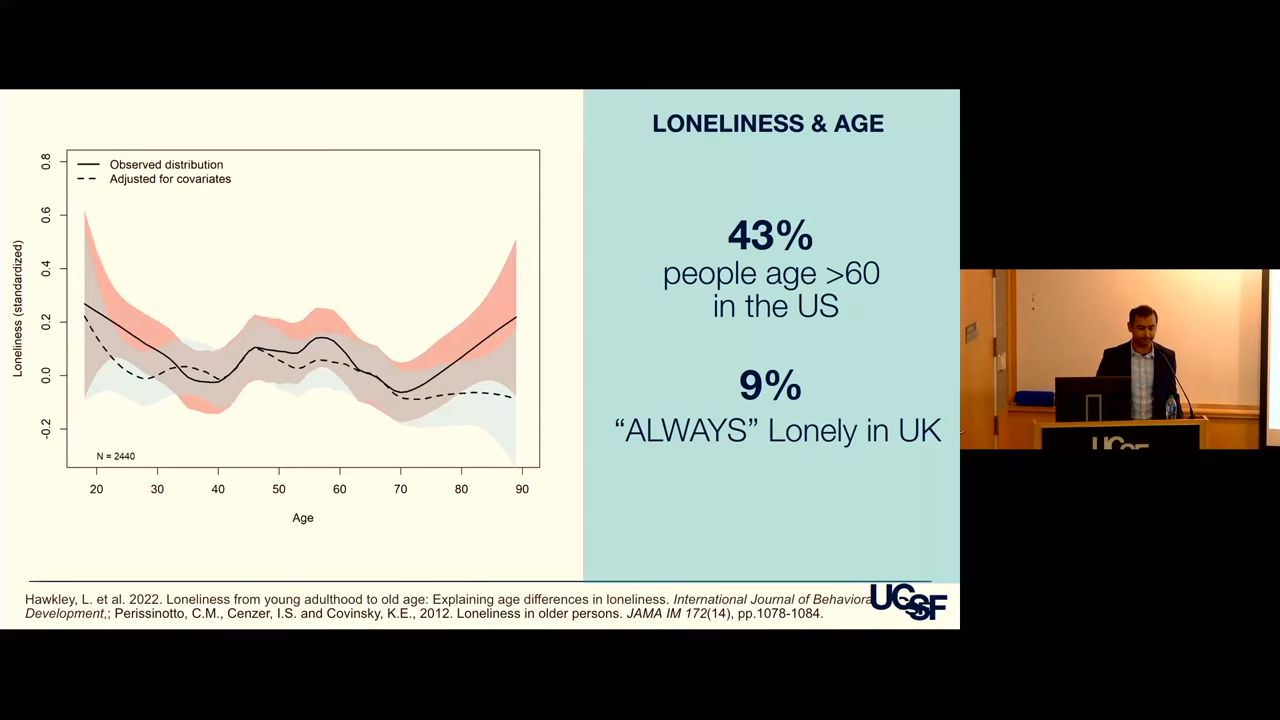 LONELINESS & AGE
0.8
0.6
0.4
0.2
0.0
-0.2
Loneliness (standardized)
Observed distribution
Adjusted for covariates
N = 2440
20 30 40 50 60 70 80 90
Age
43%
people age >60
in the US
9%
“ALWAYS” Lonely in UK
Hawkley, L. et al. 2022. Loneliness from young adulthood to old age: Explaining age differences in loneliness. International Journal of Behaviora
Development,; Perissinotto, C.M., Cenzer, I.S. and Covinsky, K.E., 2012. Loneliness in older persons. JAMA IM 172(14), pp.1078-1084.
UCSF
UCSF